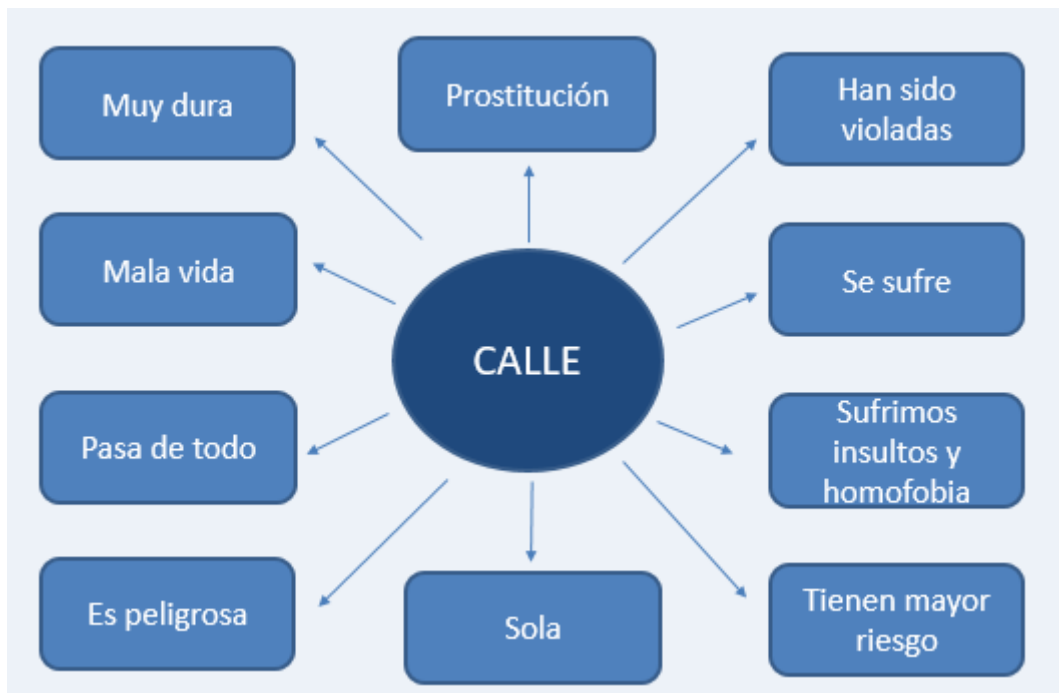 Muy dura
Prostitución
Han sido
violadas
Mala vida
Se sufre
CALLE
Pasa de todo
Sufrimos
insultos y
homofobia
Es peligrosa
Sola
Tienen mayor
riesgo